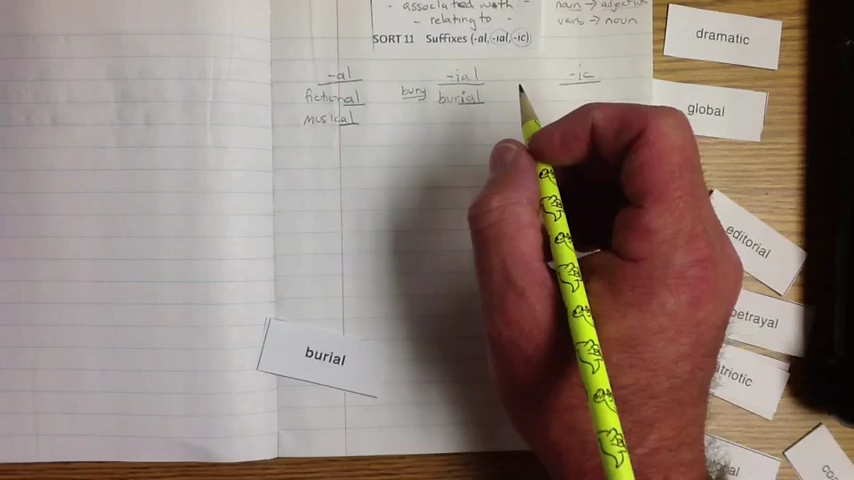 - associated with -
- relating to -
noun → adjective
verb → noun
SORT 11 Suffixes (-al, -ial, -ic)
-al -ial -ic
fictional bury burial
musical
dramatic
global
editorial
betrayal
burial